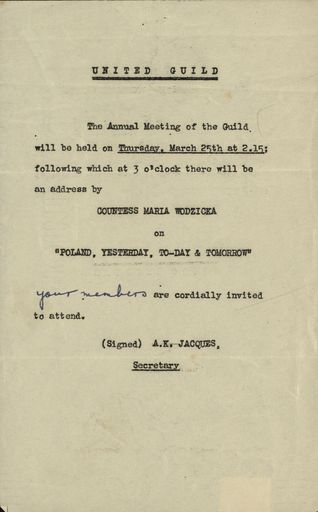 UNITED GUILD
The Annual Meeting of the Guild,
will be held on Thursday, March 25th at 2.15;
following which at 3 o'clock there will be
an address by
COUNTESS MARIA WODZICKA
on
"POLAND, YESTERDAY, TO-DAY & TOMORROW"
your members are cordially invited
to attend.
(Signed) A.K. JACQUES,
Secretary